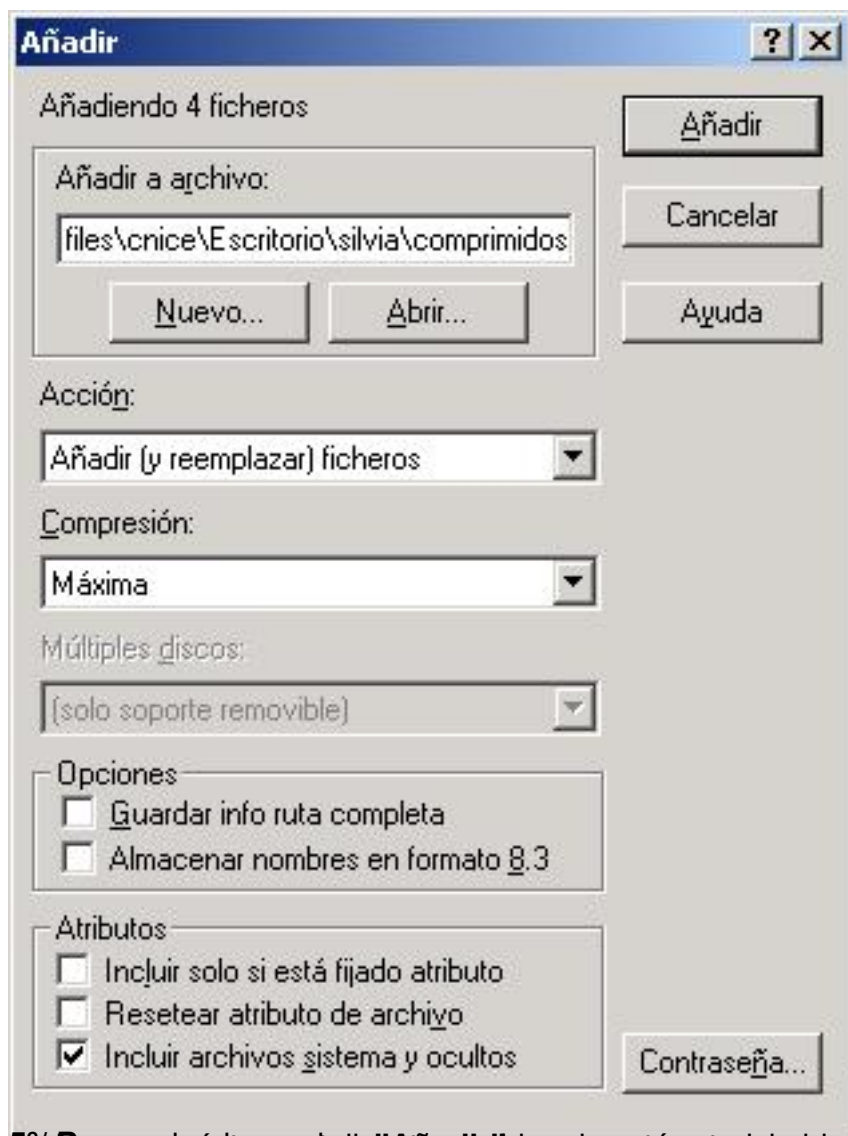 Añadir
Añadiendo 4 ficheros
Añadir
Añadir a archivo:
files\cnice\Escritorio\silvia\comprimidos
Cancelar
Nuevo...
Abrir...
Ayuda
Acción:
Añadir (y reemplazar) ficheros
Compresión:
Máxima
Múltiples discos:
(solo soporte removible)
Opciones
Guardar info ruta completa
Almacenar nombres en formato 8.3
Atributos
Incluir solo si está fijado atributo
Resetear atributo de archivo
Incluir archivos sistema y ocultos
Contraseña...